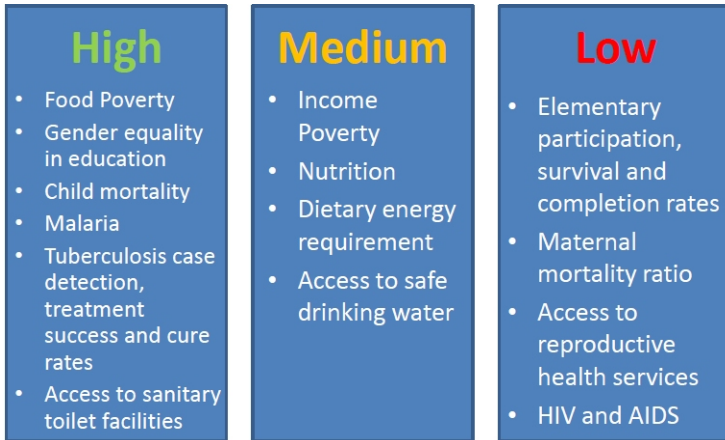 High
• Food Poverty
• Gender equality
in education
• Child mortality
• Malaria
• Tuberculosis case
detection,
treatment
success and cure
rates
• Access to sanitary
toilet facilities
Medium
• Income
Poverty
• Nutrition
• Dietary energy
requirement
• Access to safe
drinking water
Low
• Elementary
participation,
survival and
completion rates
• Maternal
mortality ratio
• Access to
reproductive
health services
• HIV and AIDS